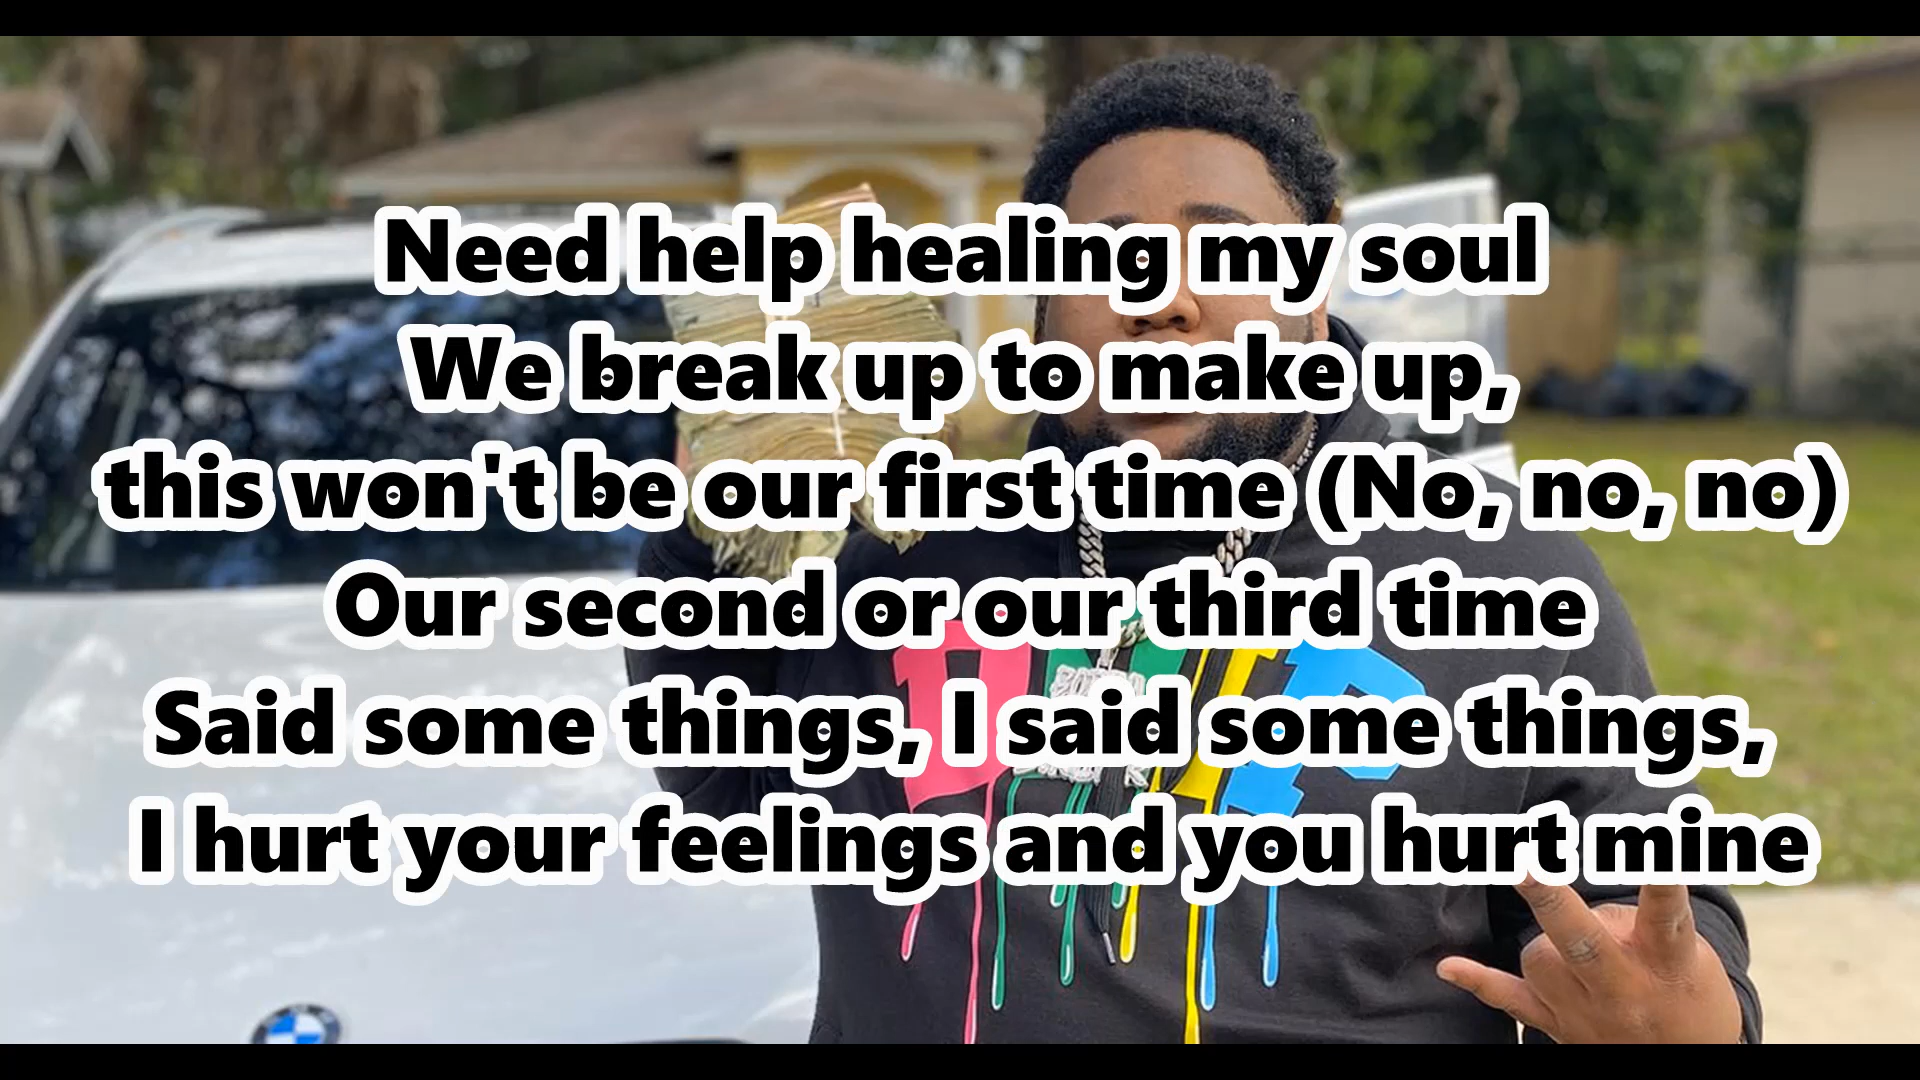 Need help healing my soul
We break up to make up,
this won't be our first time (No, no, no)
Our second or our third time
Said some things, I said some things,
I hurt your feelings and you hurt mine